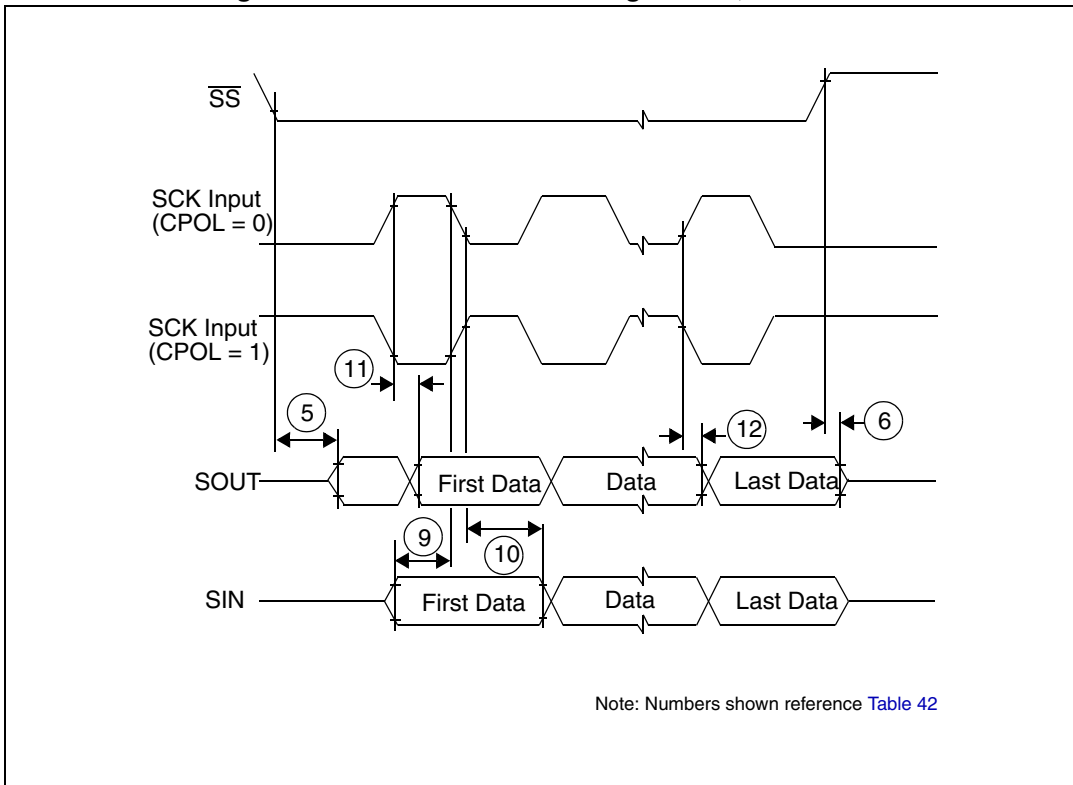 SS
SCK Input
(CPOL = 0)
SCK Input
(CPOL = 1)
11
5
12
6
SOUT
First Data
Data
Last Data
9
10
SIN
First Data
Data
Last Data
Note: Numbers shown reference Table 42